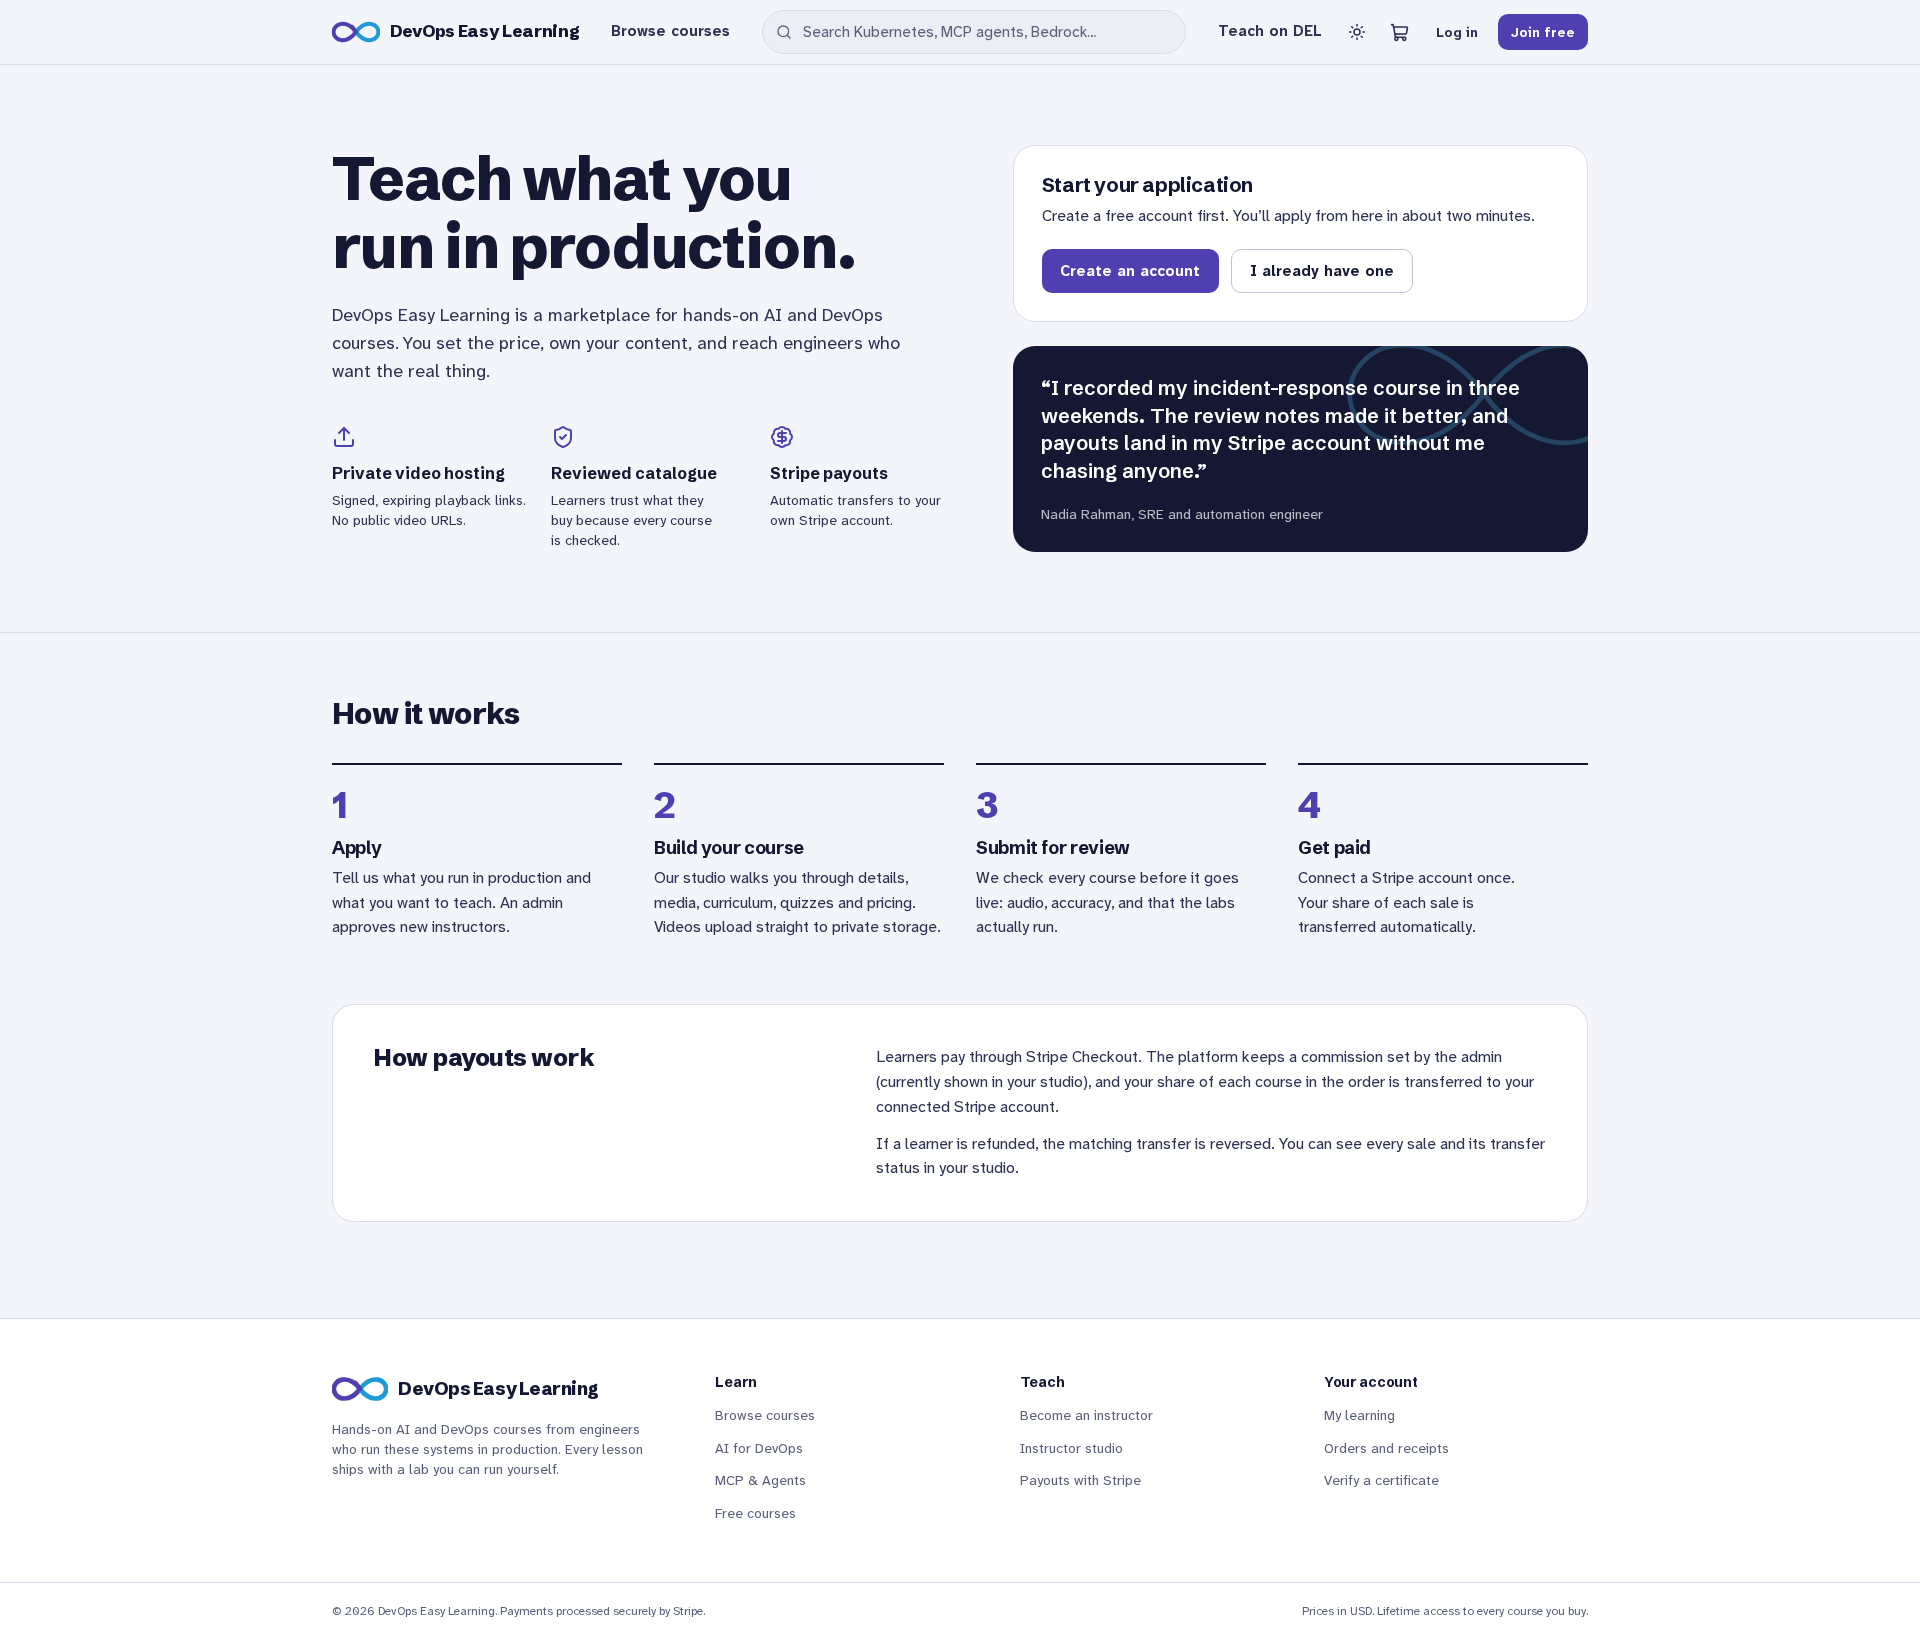 DevOps Easy Learning
Browse courses
Search Kubernetes, MCP agents, Bedrock...
Teach on DEL
Log in
Join free
Teach what you
run in production.
DevOps Easy Learning is a marketplace for hands-on AI and DevOps
courses. You set the price, own your content, and reach engineers who
want the real thing.
Private video hosting
Signed, expiring playback links.
No public video URLs.
Reviewed catalogue
Learners trust what they
buy because every course
is checked.
Stripe payouts
Automatic transfers to your
own Stripe account.
Start your application
Create a free account first. You’ll apply from here in about two minutes.
Create an account
I already have one
“I recorded my incident-response course in three
weekends. The review notes made it better, and
payouts land in my Stripe account without me
chasing anyone.”
Nadia Rahman, SRE and automation engineer
How it works
1
Apply
Tell us what you run in production and
what you want to teach. An admin
approves new instructors.
2
Build your course
Our studio walks you through details,
media, curriculum, quizzes and pricing.
Videos upload straight to private storage.
3
Submit for review
We check every course before it goes
live: audio, accuracy, and that the labs
actually run.
4
Get paid
Connect a Stripe account once.
Your share of each sale is
transferred automatically.
How payouts work
Learners pay through Stripe Checkout. The platform keeps a commission set by the admin
(currently shown in your studio), and your share of each course in the order is transferred to your
connected Stripe account.
If a learner is refunded, the matching transfer is reversed. You can see every sale and its transfer
status in your studio.
DevOps Easy Learning
Hands-on AI and DevOps courses from engineers
who run these systems in production. Every lesson
ships with a lab you can run yourself.
Learn
Browse courses
AI for DevOps
MCP & Agents
Free courses
Teach
Become an instructor
Instructor studio
Payouts with Stripe
Your account
My learning
Orders and receipts
Verify a certificate
© 2026 DevOps Easy Learning. Payments processed securely by Stripe.
Prices in USD. Lifetime access to every course you buy.